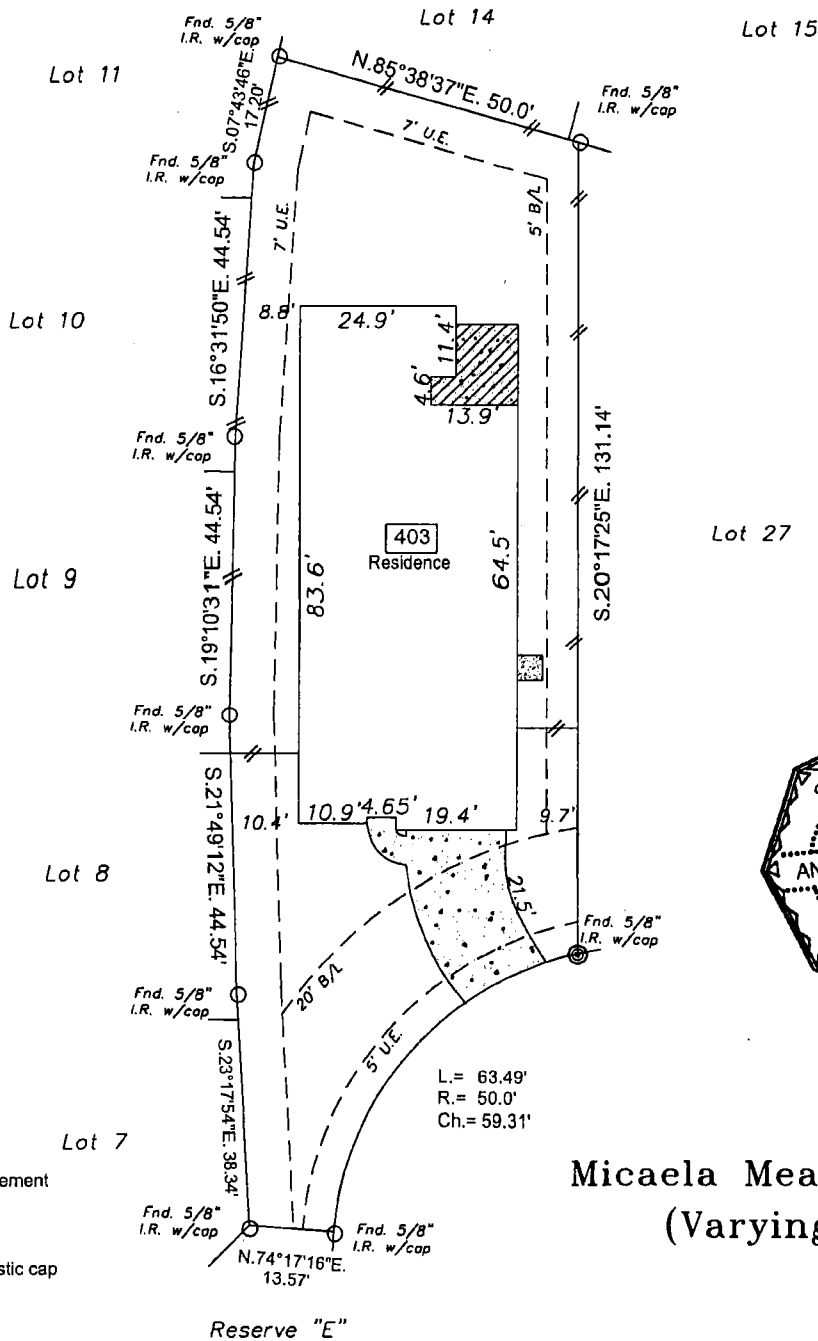 Lot 14
Lot 15
Fnd. 5/8"
I.R. w/cap
Lot 11
S.07°43'46"E.
17.20'
N.85°38'37"E. 50.0'
Fnd. 5/8"
I.R. w/cap
7' U.E.
Fnd. 5/8"
I.R. w/cap
5' B/L
7' U.E.
S.16°31'50"E. 44.54'
Lot 10
8.8'
24.9'
11.4'
4.6'
13.9'
Fnd. 5/8"
I.R. w/cap
S.20°17'25"E. 131.14'
403
Residence
Lot 27
Lot 9
S.19°10'31"E. 44.54'
83.6'
64.5'
Fnd. 5/8"
I.R. w/cap
10.4'
10.9'
4.65'
19.4'
9.7'
S.21°49'12"E. 44.54'
Lot 8
AN
21.5'
Fnd. 5/8"
I.R. w/cap
20' B/L
Fnd. 5/8"
I.R. w/cap
5' U.E.
S.23°17'54"E. 38.34'
L.= 63.49'
R.= 50.0'
Ch.= 59.31'
Lot 7
ement
Micaela Mea
(Varying
Fnd. 5/8"
I.R. w/cap
Fnd. 5/8"
I.R. w/cap
stic cap
N.74°17'16"E.
13.57'
Reserve "E"